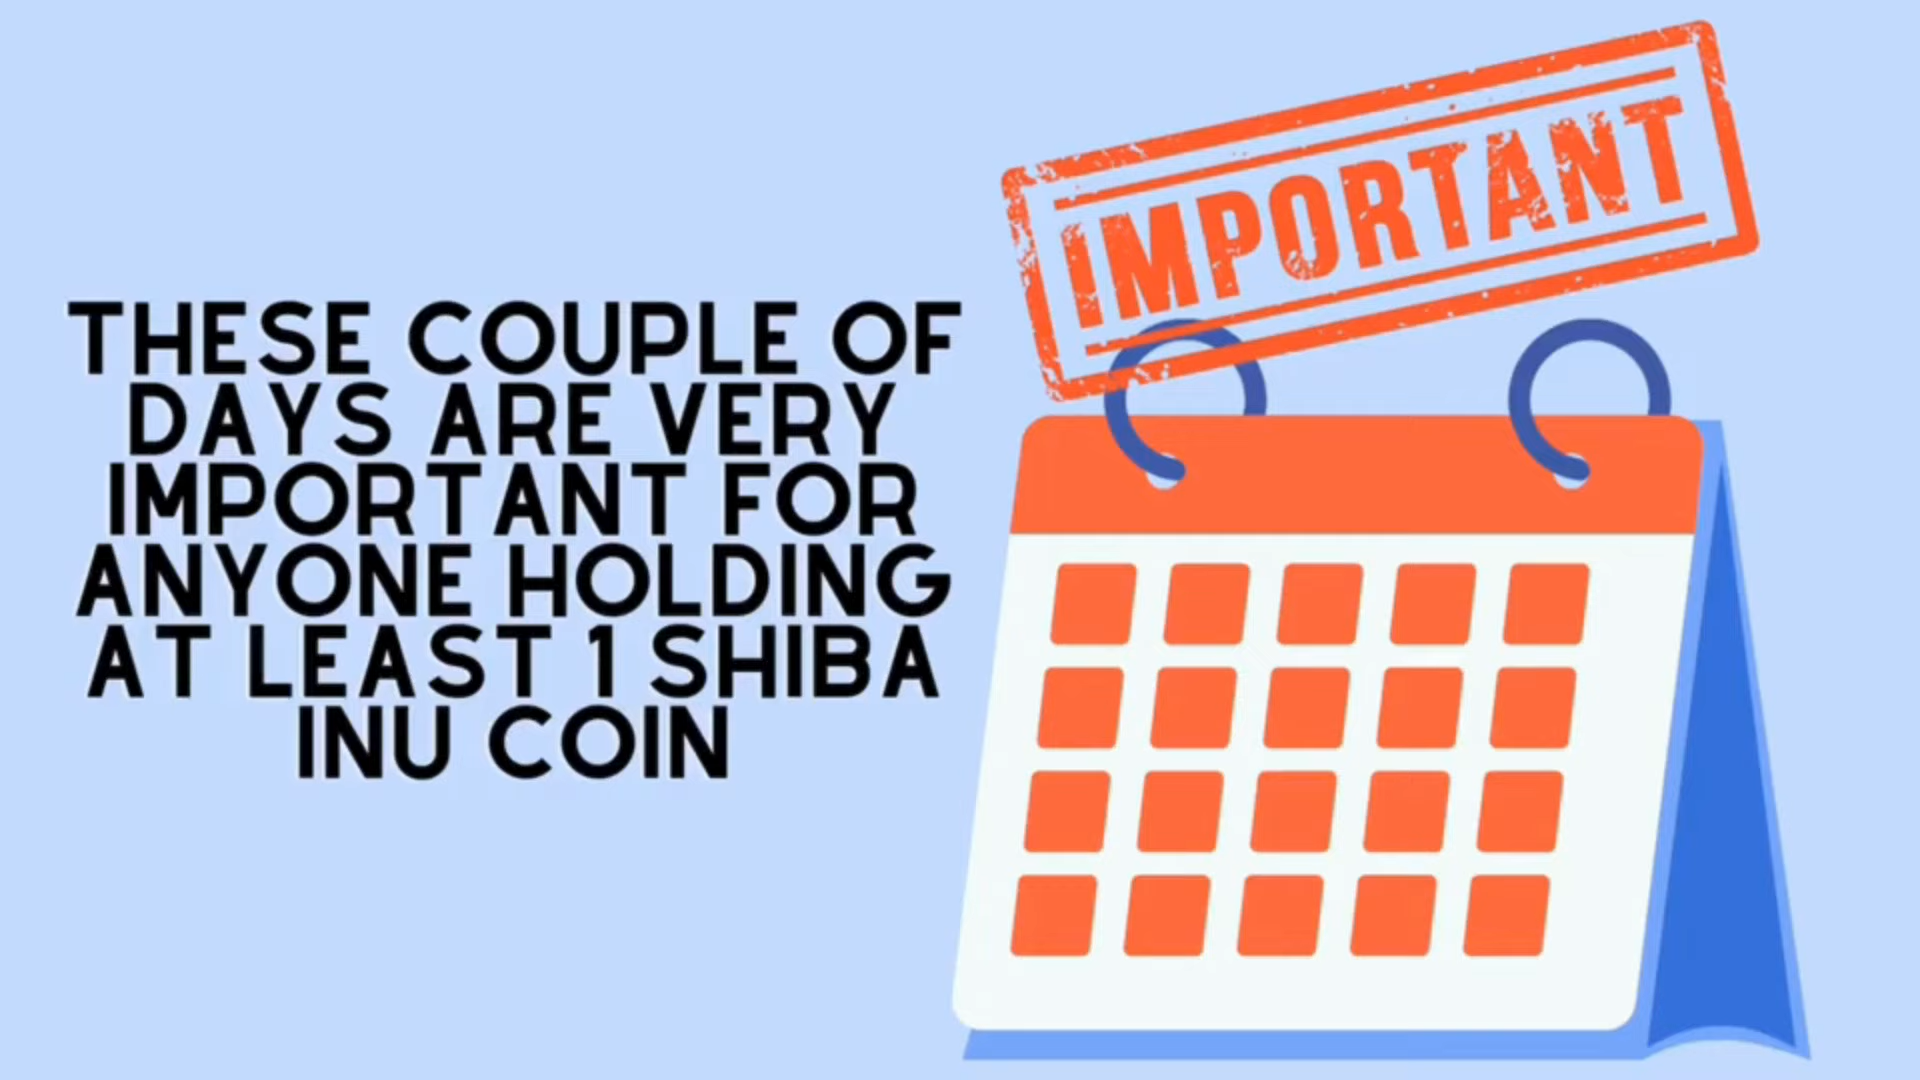 IMPORTANT
THESE COUPLE OF
DAYS ARE VERY
IMPORTANT FOR
ANYONE HOLDING
AT LEAST 1 SHIBA
INU COIN